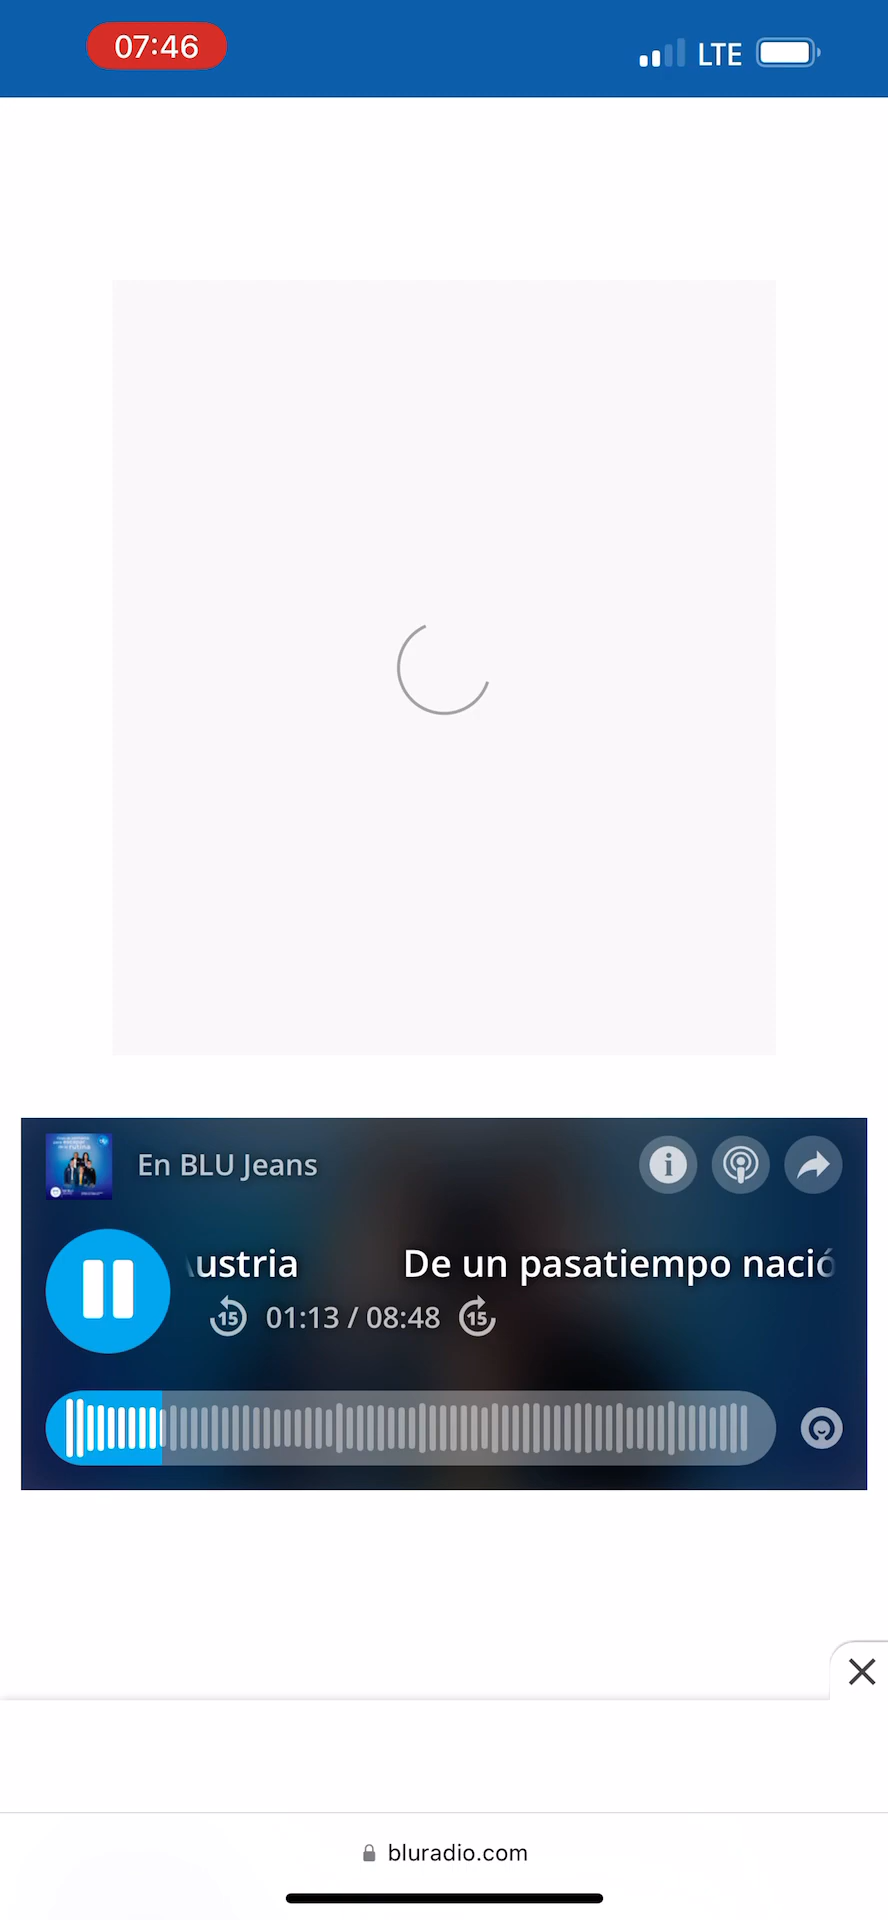 07:46
LTE
En BLU Jeans
ustria De un pasatiempo nació
15 01:13 / 08:48 15
bluradio.com